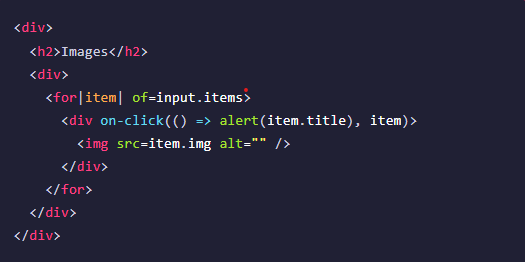 <div>
<h2>Images</h2>
<div>
<for|item| of=input.items>
<div on-click(() => alert(item.title), item)>
<img src=item.img alt="" />
</div>
</for>
</div>
</div>